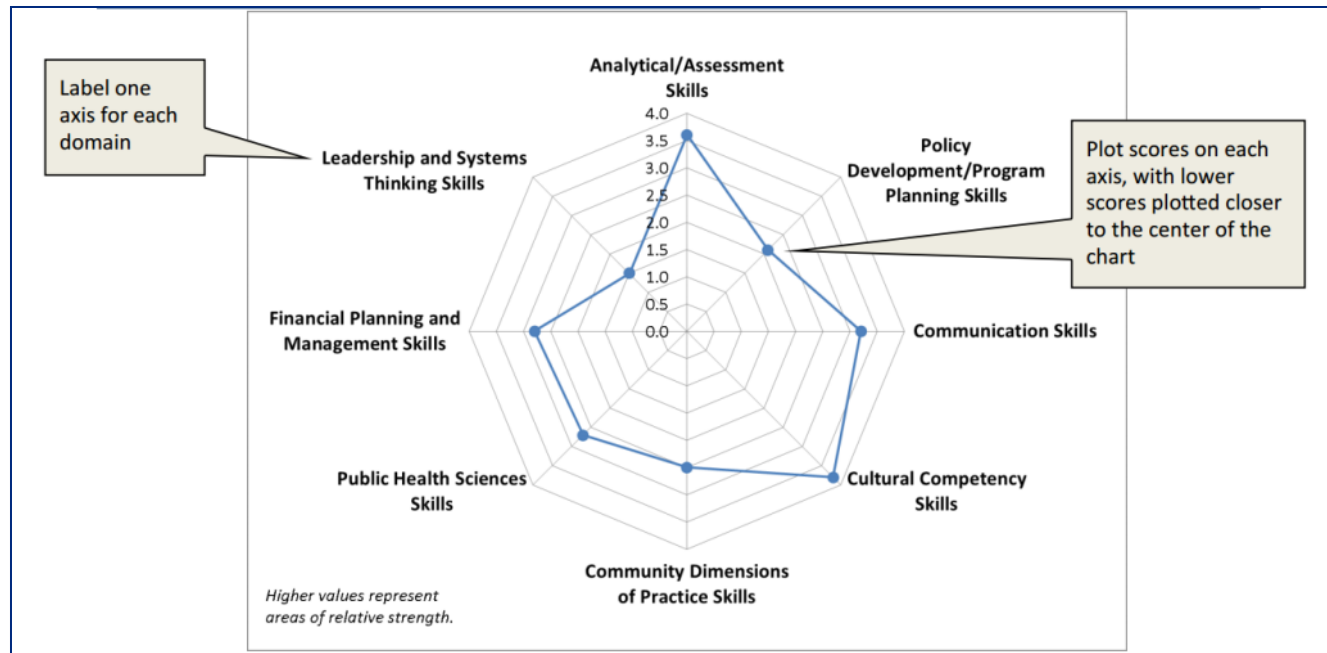 Label one
axis for each
domain
Analytical/Assessment
Skills
Leadership and Systems
Thinking Skills
Policy
Development/Program
Planning Skills
Plot scores on each
axis, with lower
scores plotted closer
to the center of the
chart
4.0
3.5
3.0
2.5
2.0
1.5
1.0
0.5
0.0
Financial Planning and
Management Skills
Communication Skills
Public Health Sciences
Skills
Cultural Competency
Skills
Community Dimensions
of Practice Skills
Higher values represent
areas of relative strength.